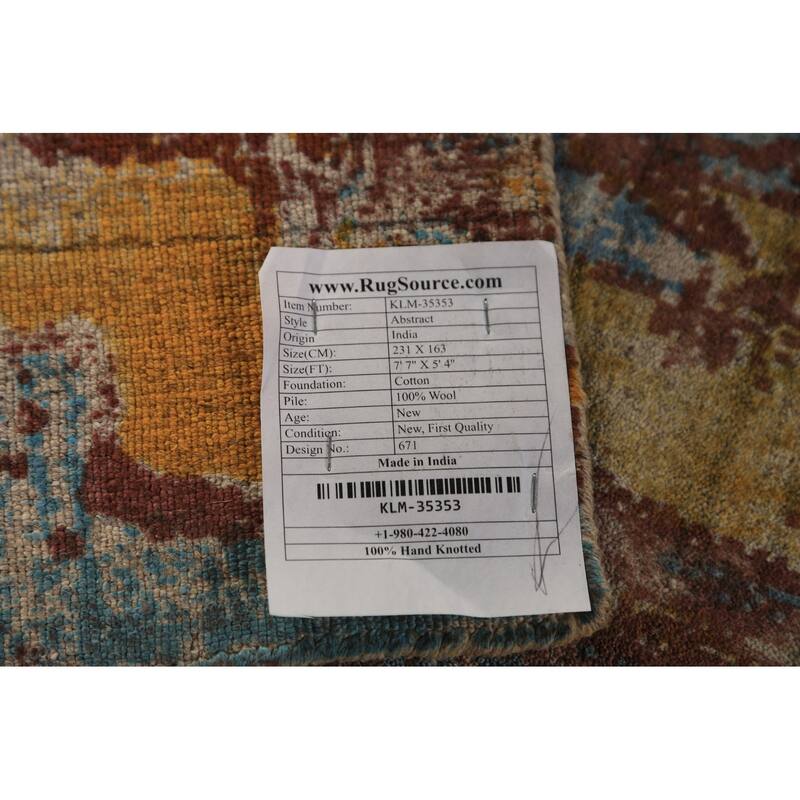 www.RugSource.com
Item Number: KLM-35353
Style Abstract
Origin India
Size(CM): 231 X 163
Size(FT): 7' 7" X 5' 4"
Foundation: Cotton
Pile: 100% Wool
Age: New
Condition: New, First Quality
Design No.: 671
Made in India
KLM-35353
+1-980-422-4080
100% Hand Knotted